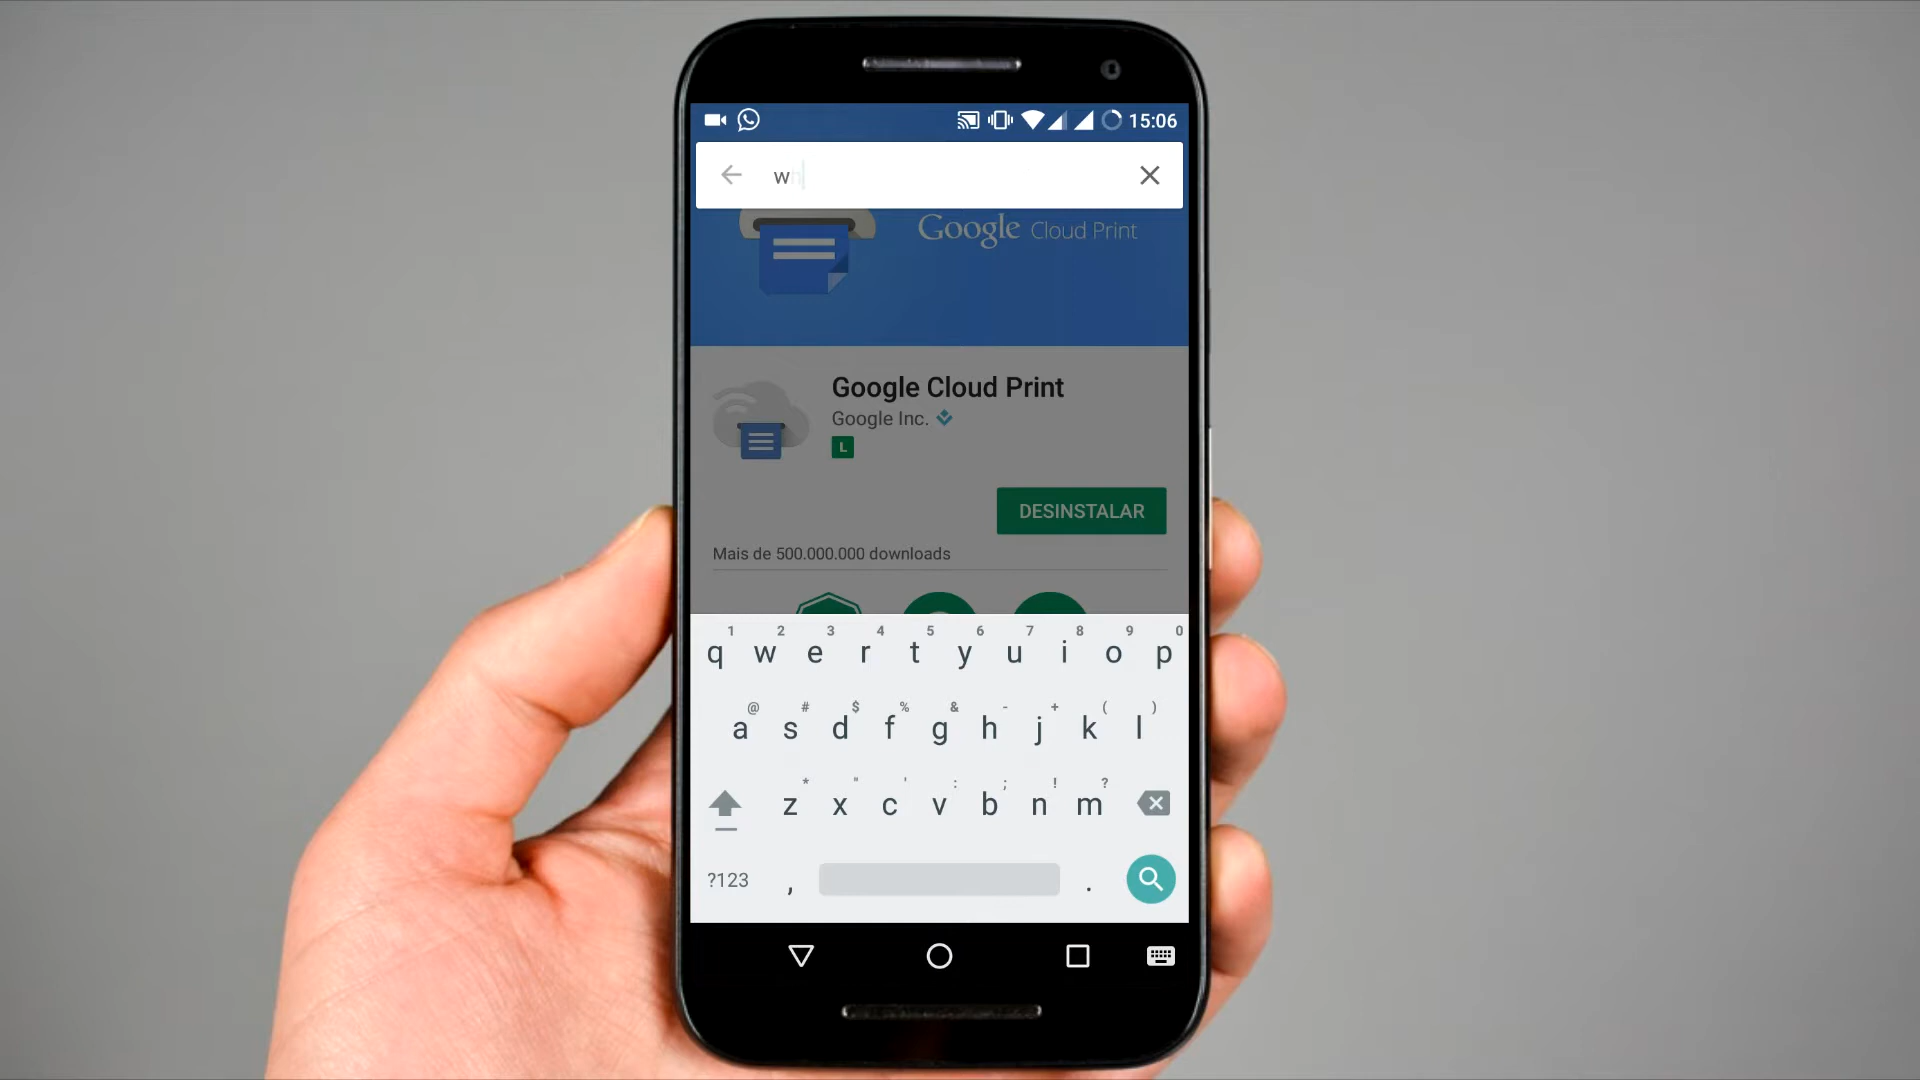 15:06
w
Google Cloud Print
Google Cloud Print
Google Inc.
L
DESINSTALAR
Mais de 500.000.000 downloads
1 2 3 4 5 6 7 8 9 0
q w e r t y u i o p
@ # $ % & - + ( )
a s d f g h j k l
* " ' : ; ! ?
z x c v b n m
?123 , .